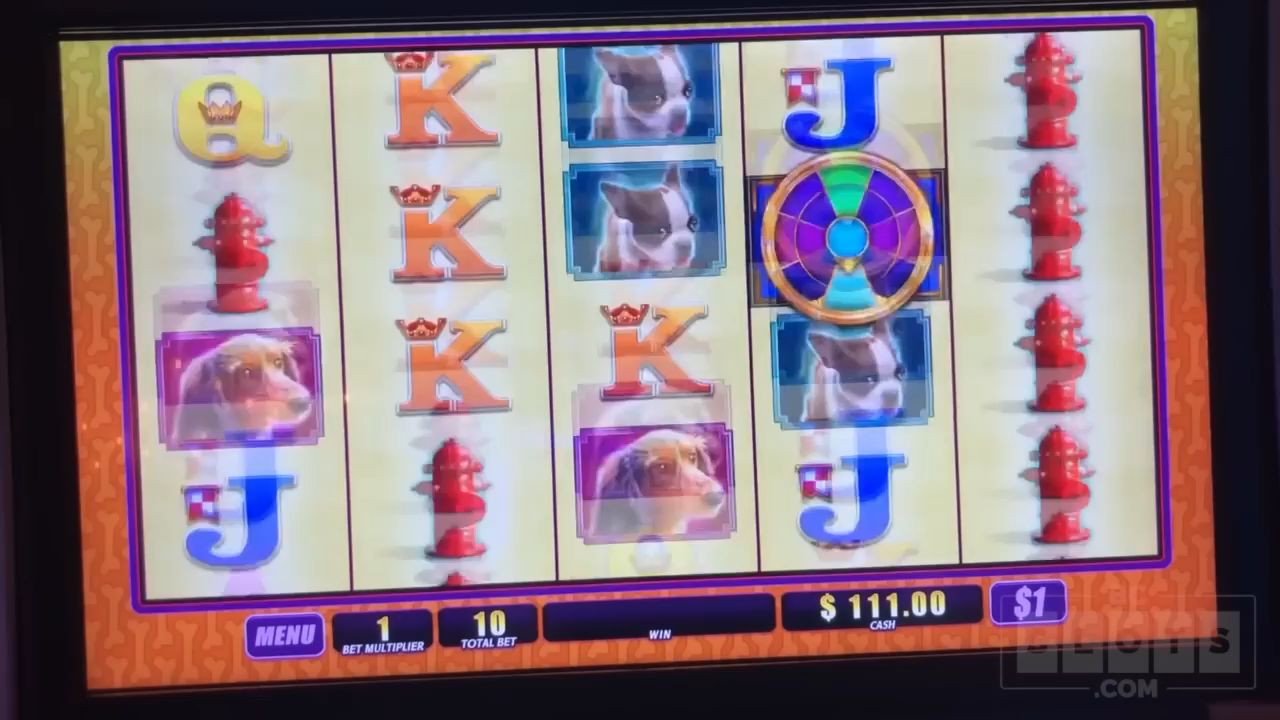 Q K J
K
K K
J J
MENU 1 10 $ 111.00 $1
BET MULTIPLIER TOTAL BET WIN CASH
SLOTS
.COM